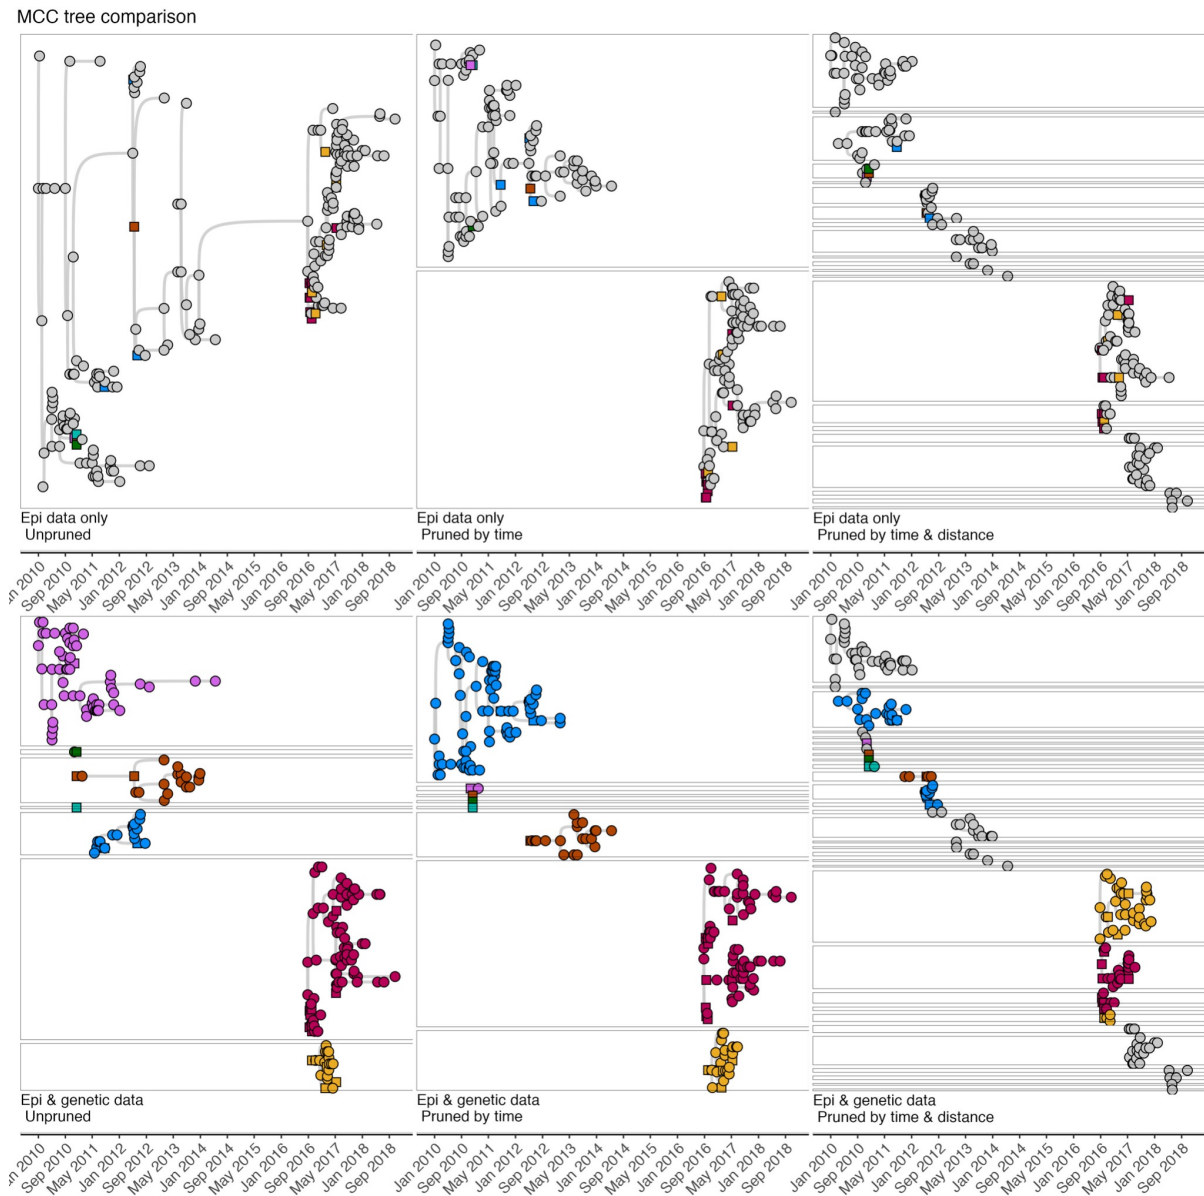 MCC tree comparison
Epi data only
Unpruned
Epi data only
Pruned by time
Epi data only
Pruned by time & distance
Jan 2010
Sep 2010
May 2011
Jan 2012
Sep 2012
May 2013
Jan 2014
Sep 2014
May 2015
Jan 2016
Sep 2016
May 2017
Jan 2018
Sep 2018
Jan 2010
Sep 2010
May 2011
Jan 2012
Sep 2012
May 2013
Jan 2014
Sep 2014
May 2015
Jan 2016
Sep 2016
May 2017
Jan 2018
Sep 2018
Jan 2010
Sep 2010
May 2011
Jan 2012
Sep 2012
May 2013
Jan 2014
Sep 2014
May 2015
Jan 2016
Sep 2016
May 2017
Jan 2018
Sep 2018
Epi & genetic data
Unpruned
Epi & genetic data
Pruned by time
Epi & genetic data
Pruned by time & distance
Jan 2010
Sep 2010
May 2011
Jan 2012
Sep 2012
May 2013
Jan 2014
Sep 2014
May 2015
Jan 2016
Sep 2016
May 2017
Jan 2018
Sep 2018
Jan 2010
Sep 2010
May 2011
Jan 2012
Sep 2012
May 2013
Jan 2014
Sep 2014
May 2015
Jan 2016
Sep 2016
May 2017
Jan 2018
Sep 2018
Jan 2010
Sep 2010
May 2011
Jan 2012
Sep 2012
May 2013
Jan 2014
Sep 2014
May 2015
Jan 2016
Sep 2016
May 2017
Jan 2018
Sep 2018